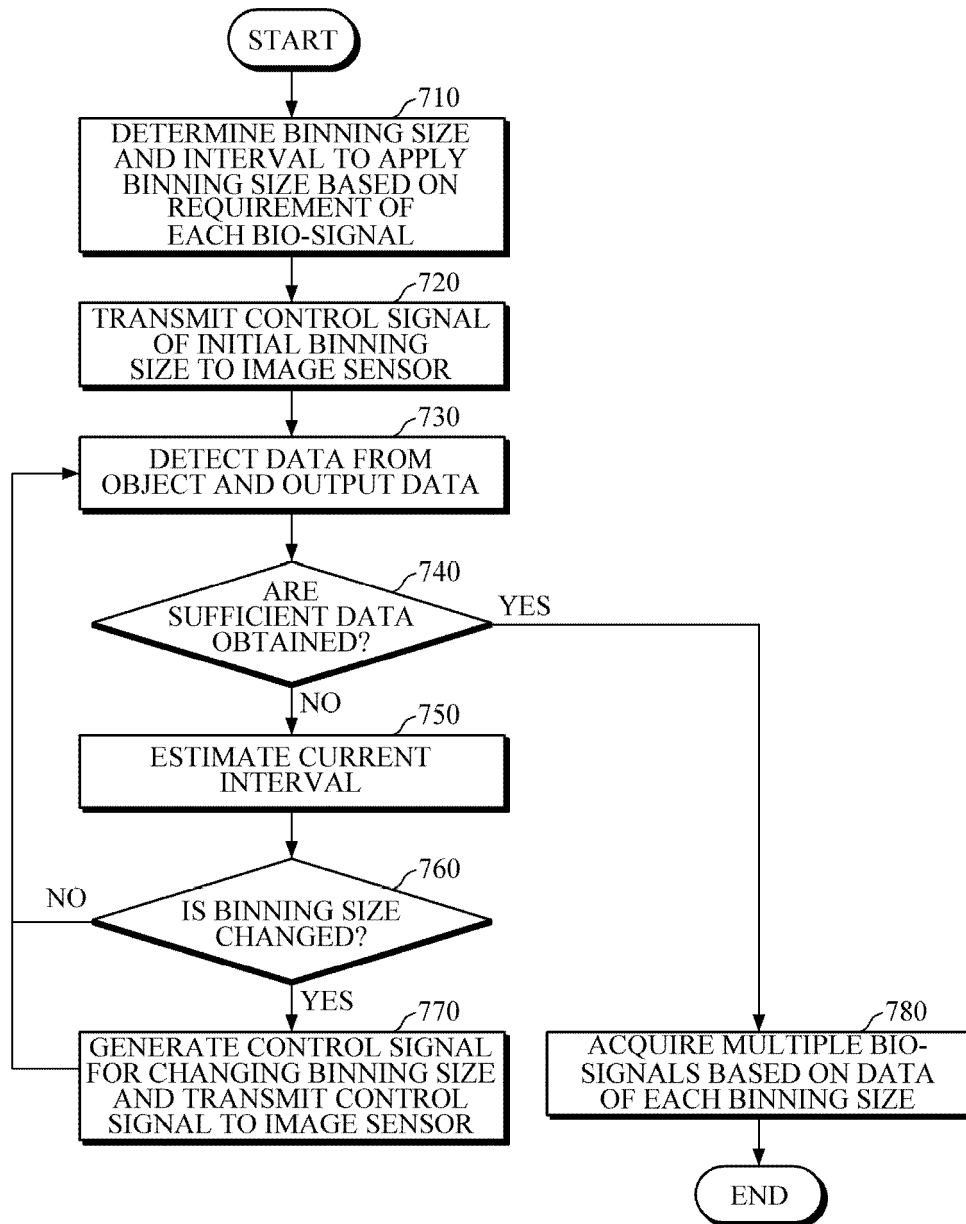 START
710
DETERMINE BINNING SIZE
AND INTERVAL TO APPLY
BINNING SIZE BASED ON
REQUIREMENT OF
EACH BIO-SIGNAL
720
TRANSMIT CONTROL SIGNAL
OF INITIAL BINNING
SIZE TO IMAGE SENSOR
730
DETECT DATA FROM
OBJECT AND OUTPUT DATA
740
ARE
SUFFICIENT DATA
OBTAINED?
YES
NO
750
ESTIMATE CURRENT
INTERVAL
760
IS BINNING SIZE
CHANGED?
NO
YES
770
GENERATE CONTROL SIGNAL
FOR CHANGING BINNING SIZE
AND TRANSMIT CONTROL
SIGNAL TO IMAGE SENSOR
780
ACQUIRE MULTIPLE BIO-
SIGNALS BASED ON DATA
OF EACH BINNING SIZE
END